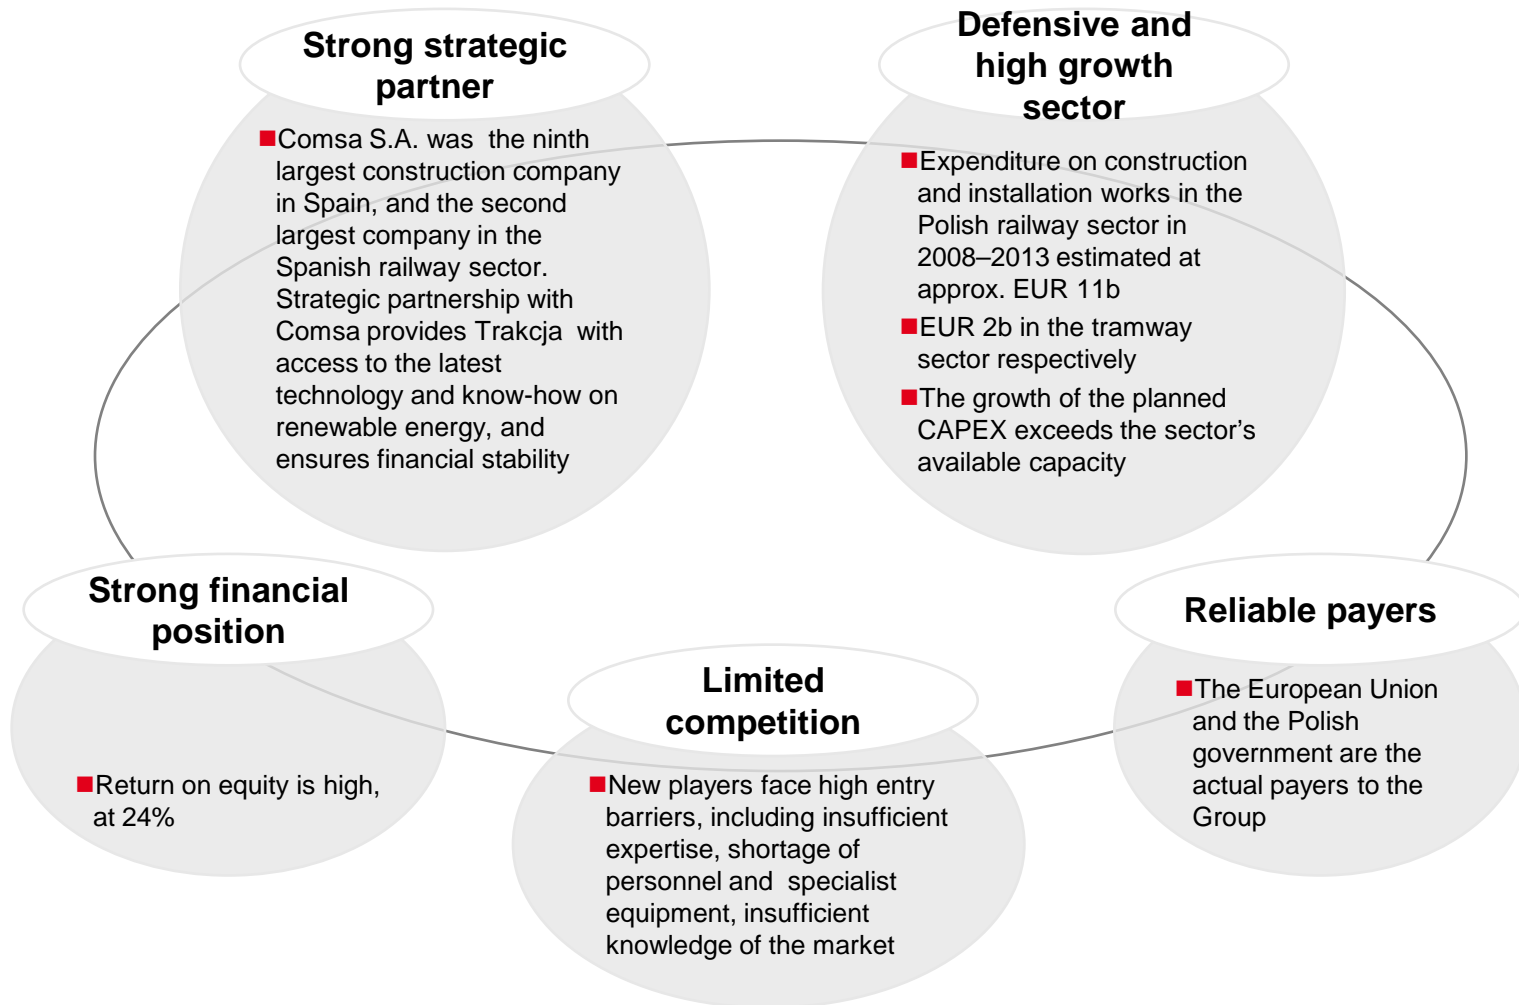 Strong strategic
partner
Comsa S.A. was the ninth
largest construction company
in Spain, and the second
largest company in the
Spanish railway sector.
Strategic partnership with
Comsa provides Trakcja with
access to the latest
technology and know-how on
renewable energy, and
ensures financial stability
Defensive and
high growth
sector
Expenditure on construction
and installation works in the
Polish railway sector in
2008–2013 estimated at
approx. EUR 11b
EUR 2b in the tramway
sector respectively
The growth of the planned
CAPEX exceeds the sector's
available capacity
Strong financial
position
Return on equity is high,
at 24%
Limited
competition
New players face high entry
barriers, including insufficient
expertise, shortage of
personnel and specialist
equipment, insufficient
knowledge of the market
Reliable payers
The European Union
and the Polish
government are the
actual payers to the
Group